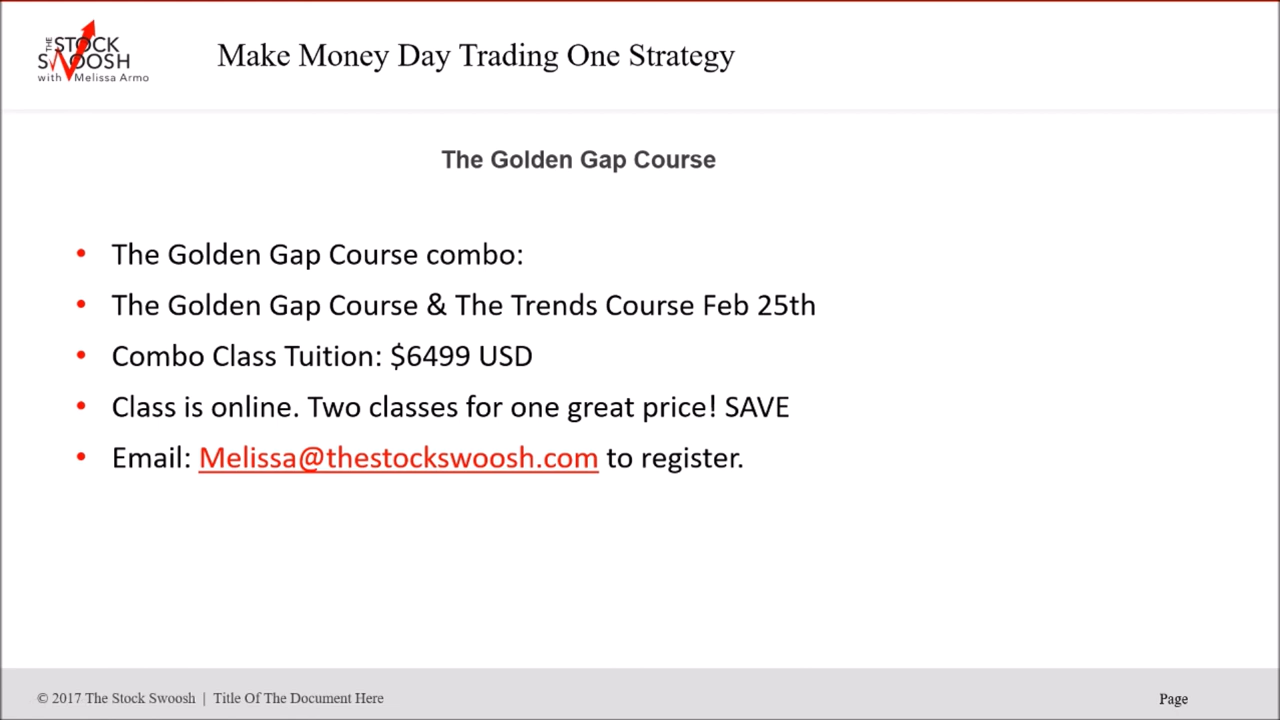 THE STOCK
SWOOSH
with Melissa Armo
Make Money Day Trading One Strategy
The Golden Gap Course
• The Golden Gap Course combo:
• The Golden Gap Course & The Trends Course Feb 25th
• Combo Class Tuition: $6499 USD
• Class is online. Two classes for one great price! SAVE
• Email: Melissa@thestockswoosh.com to register.
© 2017 The Stock Swoosh | Title Of The Document Here
Page